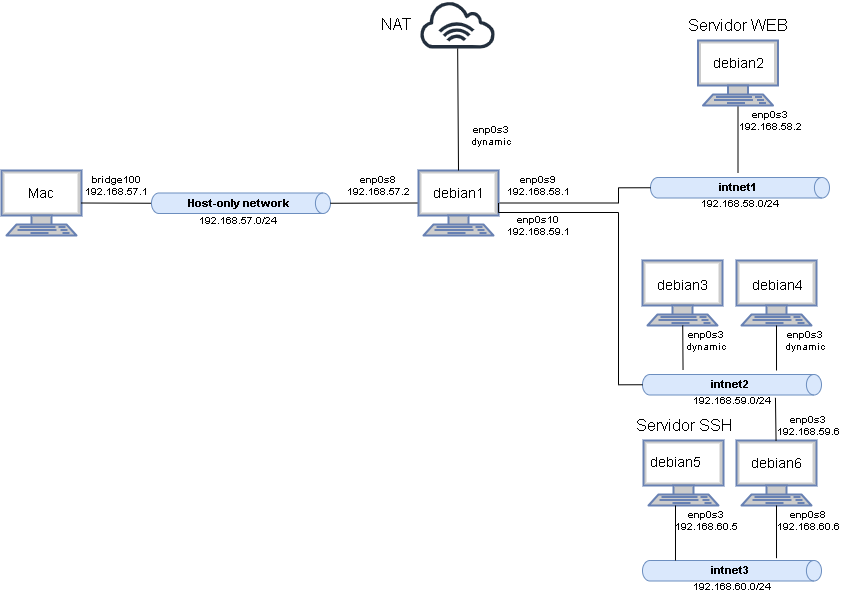 NAT
Servidor WEB
debian2
enp0s3
192.168.58.2
enp0s3
dynamic
Mac
bridge100
192.168.57.1
Host-only network
192.168.57.0/24
enp0s8
192.168.57.2
debian1
enp0s9
192.168.58.1
enp0s10
192.168.59.1
intnet1
192.168.58.0/24
debian3
debian4
enp0s3
dynamic
enp0s3
dynamic
intnet2
192.168.59.0/24
Servidor SSH
enp0s3
192.168.59.6
debian5
debian6
enp0s3
192.168.60.5
enp0s8
192.168.60.6
intnet3
192.168.60.0/24